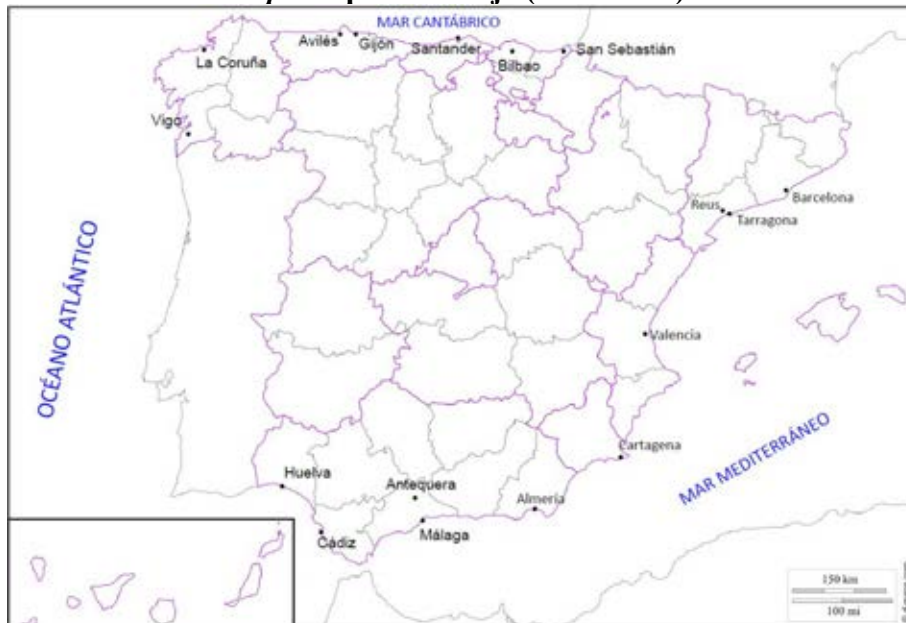 MAR CANTÁBRICO
Avilés
Gijón
Santander
Bilbao
San Sebastián
La Coruña
Vigo
Barcelona
Reus
Tarragona
OCÉANO ATLÁNTICO
Valencia
Cartagena
MAR MEDITERRÁNEO
Huelva
Antequera
Almería
Cádiz
Málaga
150 km
100 mi